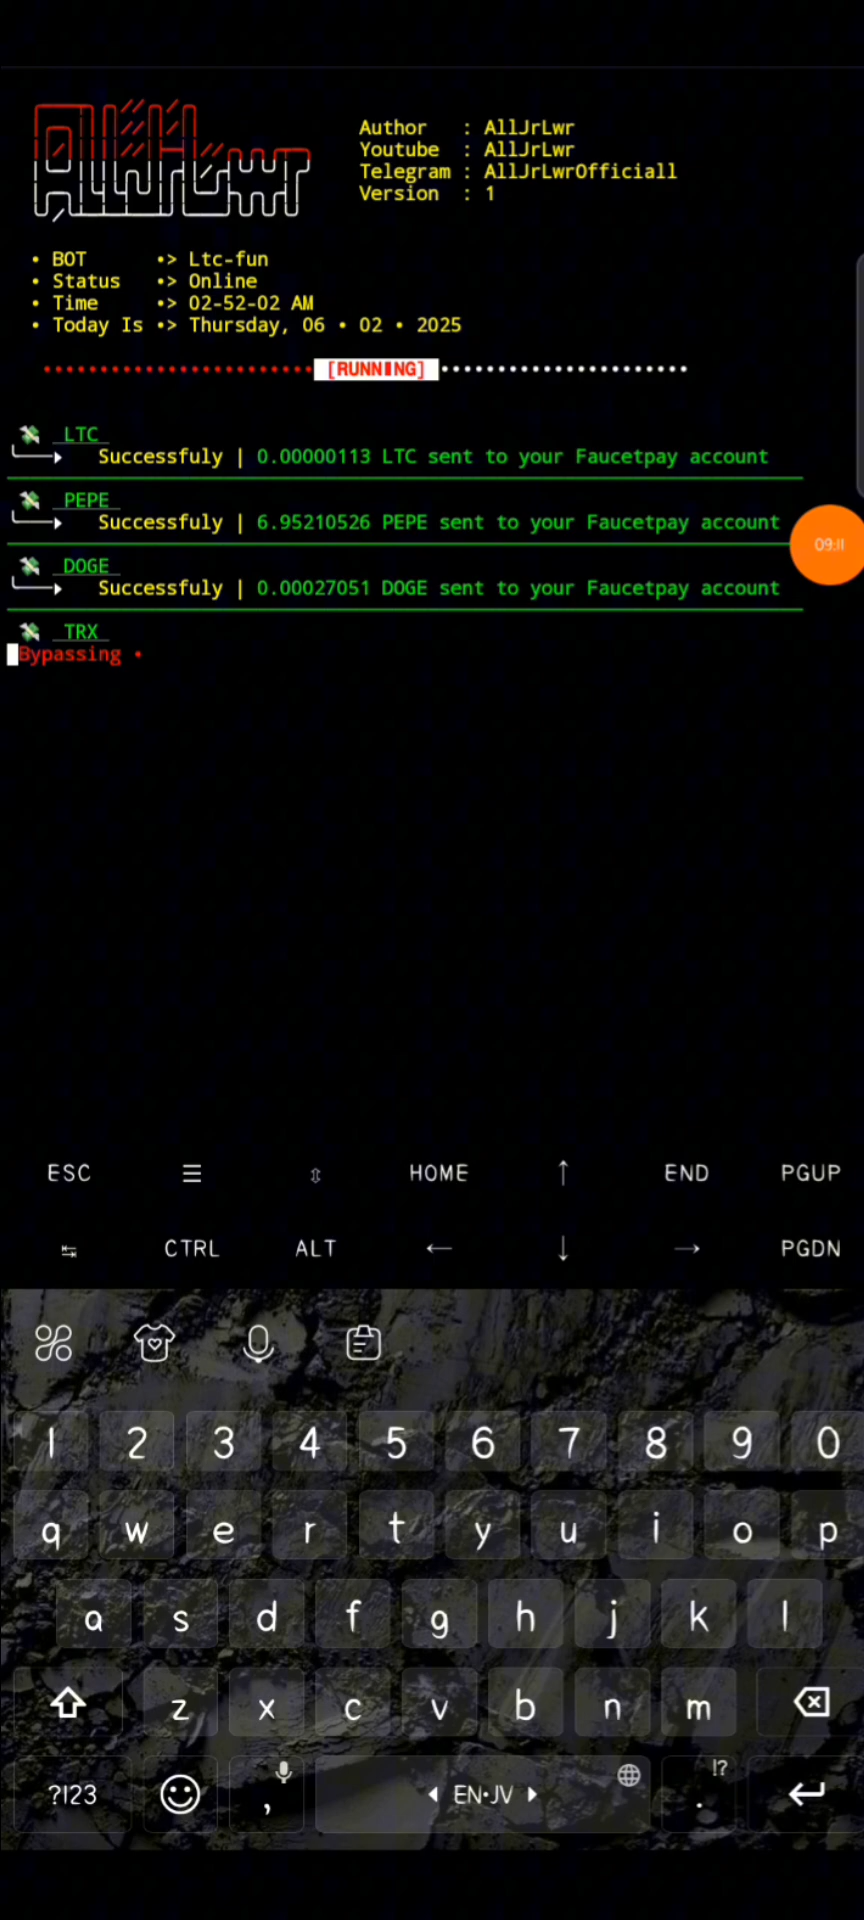 Author : AllJrLwr
Youtube : AllJrLwr
Telegram : AllJrLwrOfficiall
Version : 1
• BOT •> Ltc-fun
• Status •> Online
• Time •> 02-52-02 AM
• Today Is •> Thursday, 06 • 02 • 2025
[RUNNING]
LTC
Successfuly | 0.00000113 LTC sent to your Faucetpay account
PEPE
Successfuly | 6.95210526 PEPE sent to your Faucetpay account
09:11
DOGE
Successfuly | 0.00027051 DOGE sent to your Faucetpay account
TRX
Bypassing •
ESC ☰ ⇳ HOME ↑ END PGUP
↹ CTRL ALT ← ↓ → PGDN
1 2 3 4 5 6 7 8 9 0
q w e r t y u i o p
a s d f g h j k l
z x c v b n m
?123 , EN•JV . !?